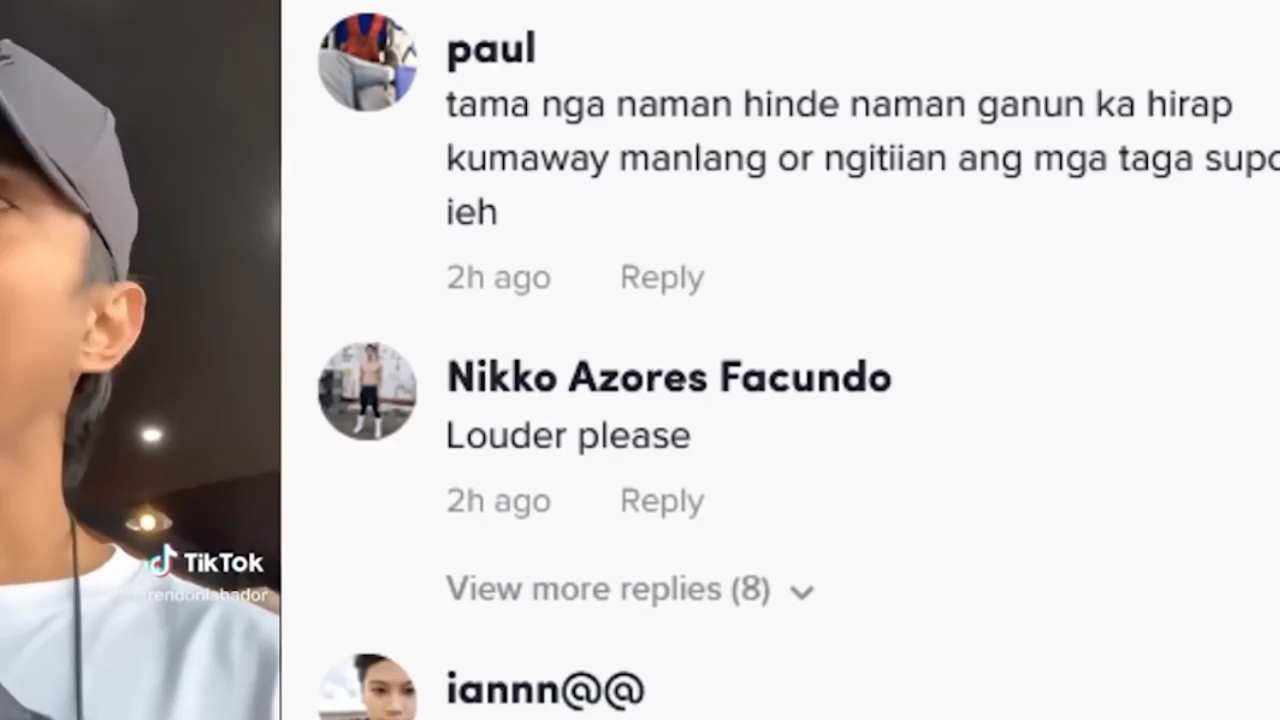 paul
tama nga naman hinde naman ganun ka hirap
kumaway manlang or ngitiian ang mga taga
ieh
2h ago Reply
Nikko Azores Facundo
Louder please
2h ago Reply
View more replies (8)
iannn@@
TikTok
rendonlabador